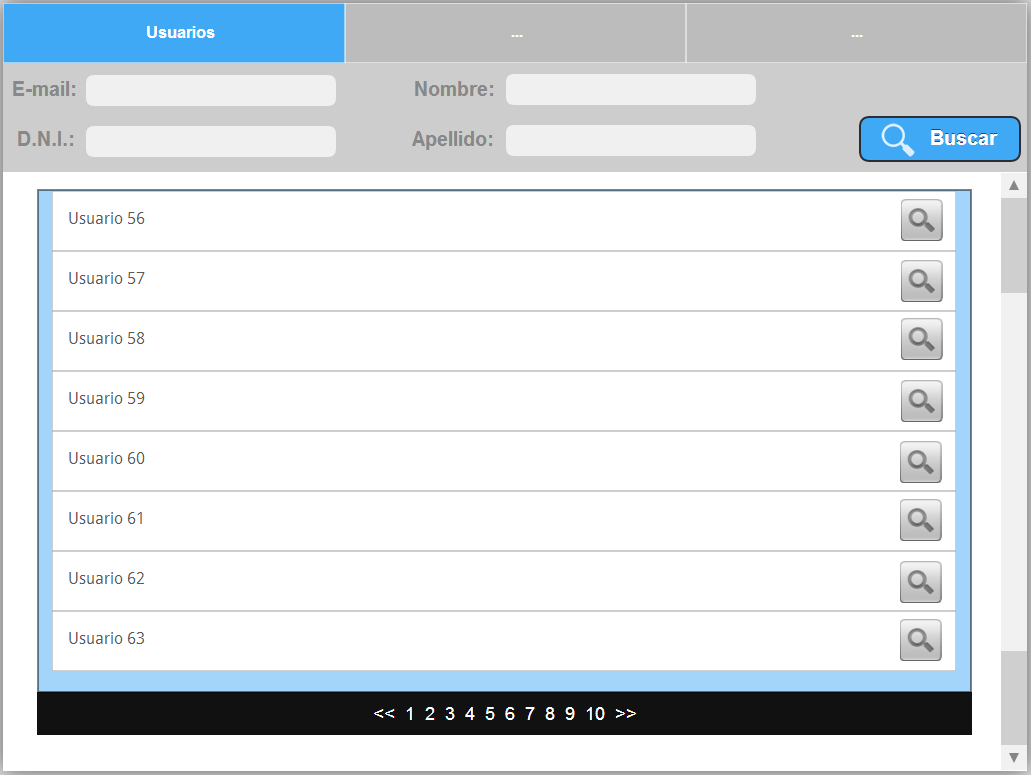 Usuarios ... ...
E-mail: Nombre:
D.N.I.: Apellido: Buscar
Usuario 56
Usuario 57
Usuario 58
Usuario 59
Usuario 60
Usuario 61
Usuario 62
Usuario 63
<< 1 2 3 4 5 6 7 8 9 10 >>